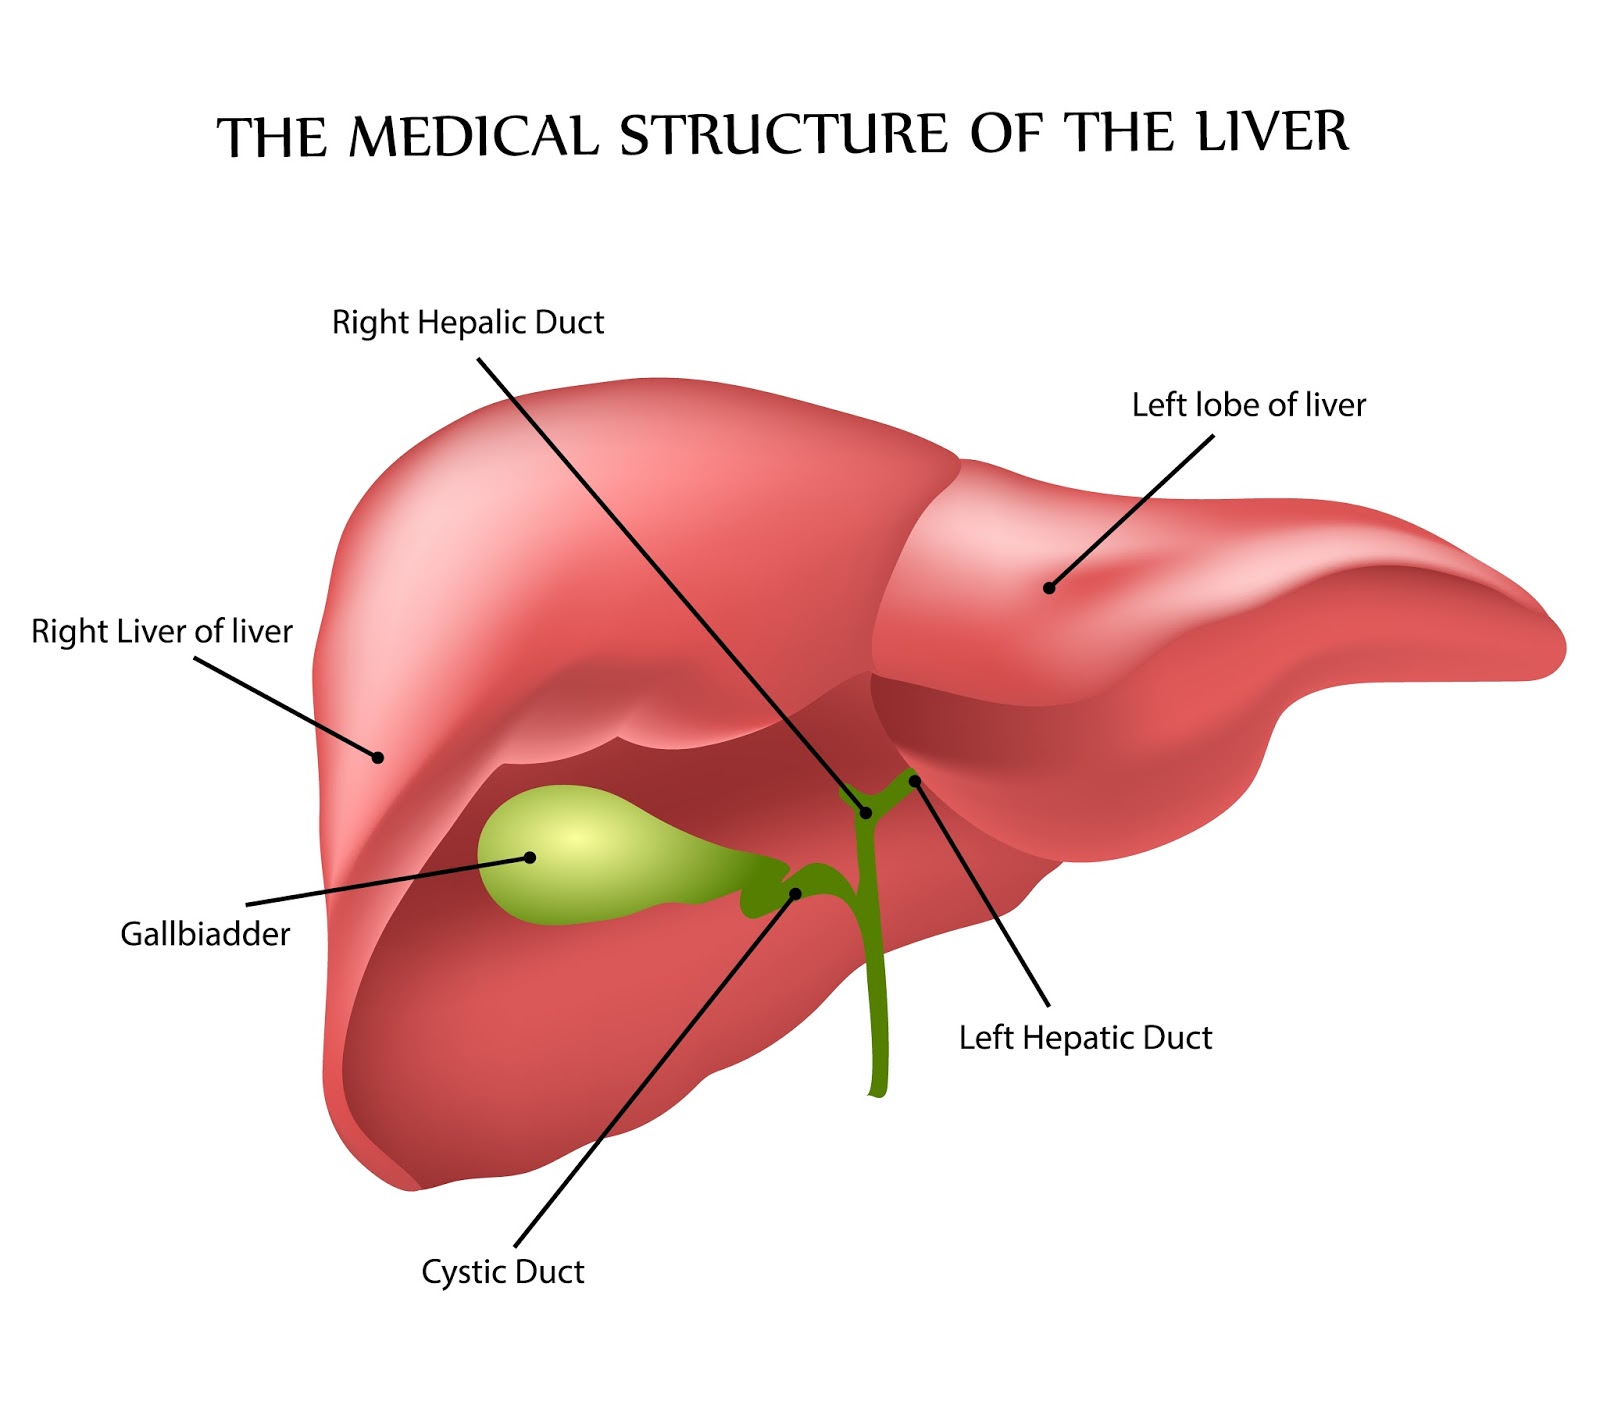 THE MEDICAL STRUCTURE OF THE LIVER
Right Hepalic Duct
Left lobe of liver
Right Liver of liver
Gallbiadder
Left Hepatic Duct
Cystic Duct